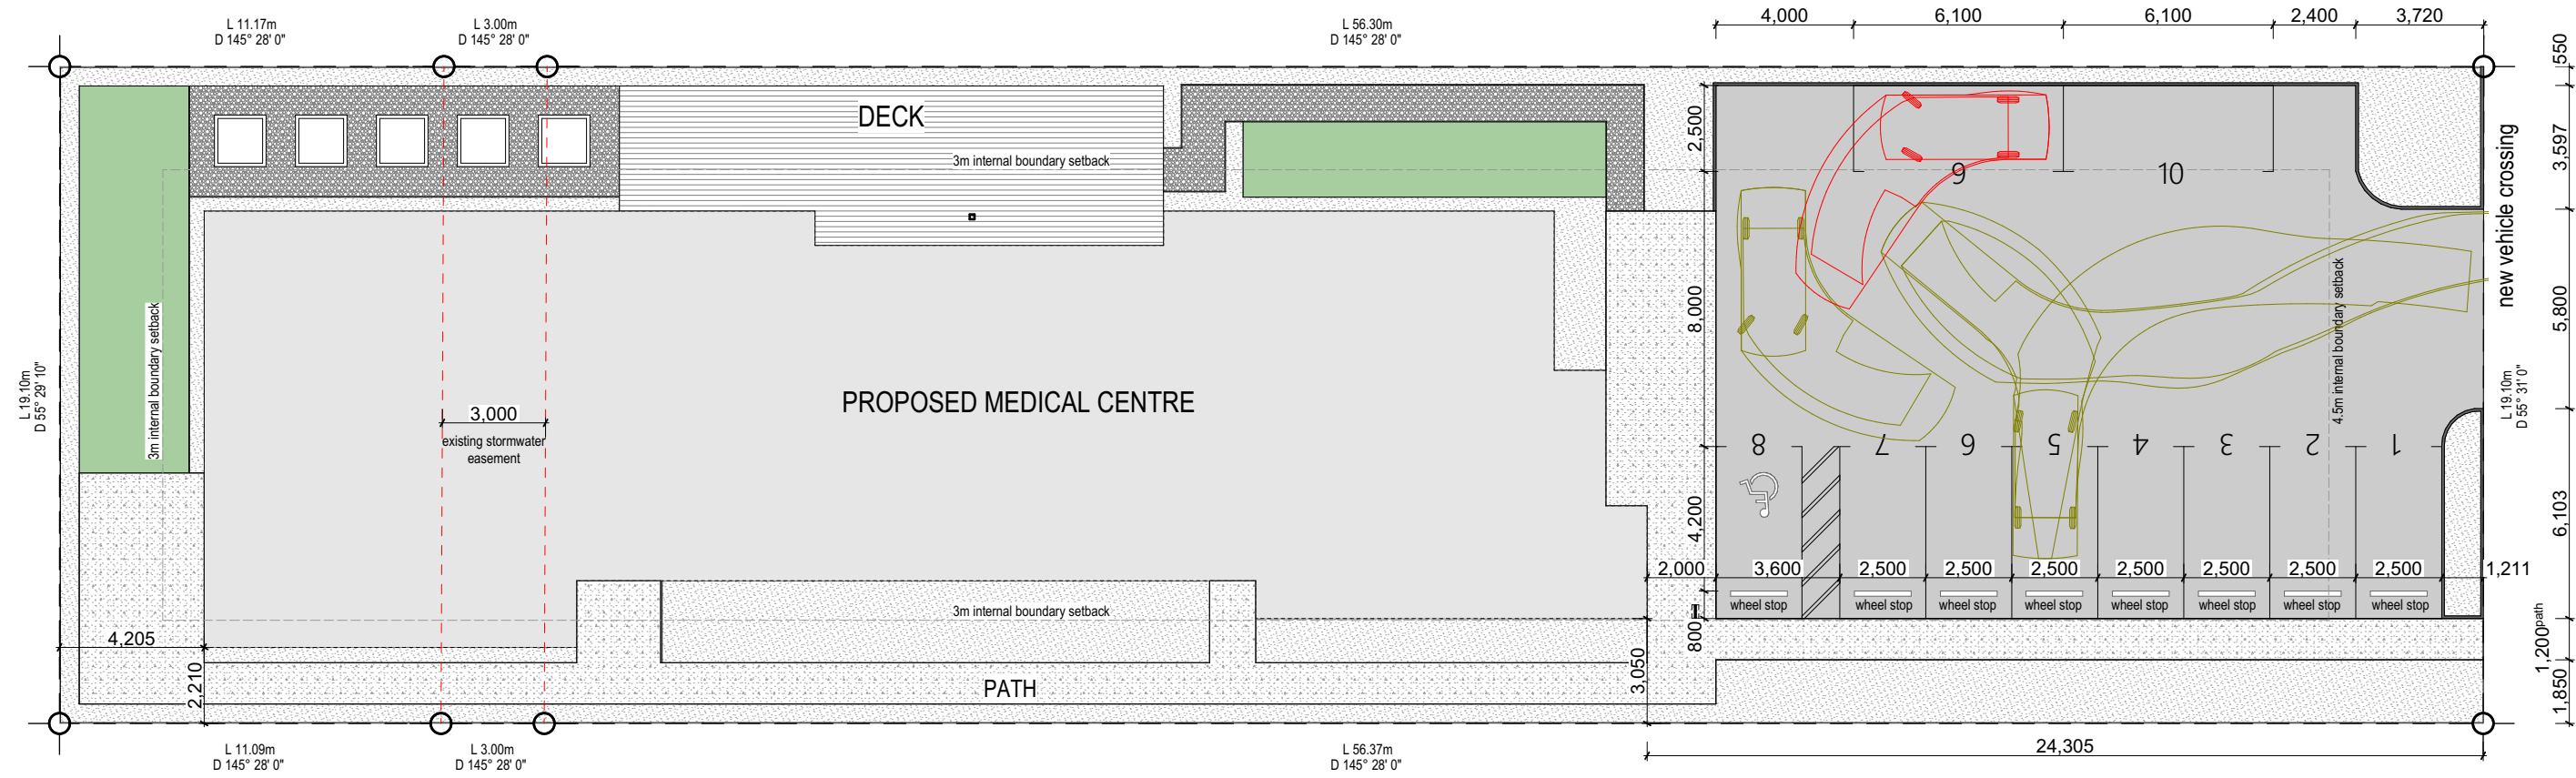 L 11.17m
D 145° 28' 0"
L 3.00m
D 145° 28' 0"
L 56.30m
D 145° 28' 0"
4,000
6,100
6,100
2,400
3,720
550
3,597
5,800
6,103
1,200 path
1,850
new vehicle crossing
L 19.10m
D 55° 31' 0"
DECK
3m internal boundary setback
2,500
9
10
8,000
4.5m internal boundary setback
3m internal boundary setback
L 19.10m
D 55° 29' 10"
PROPOSED MEDICAL CENTRE
3,000
existing stormwater
easement
8
7
6
5
4
3
2
1
4,200
2,000
3,600
2,500
2,500
2,500
2,500
2,500
2,500
2,500
1,211
wheel stop
wheel stop
wheel stop
wheel stop
wheel stop
wheel stop
wheel stop
wheel stop
3m internal boundary setback
800
4,205
2,210
3,050
PATH
24,305
L 11.09m
D 145° 28' 0"
L 3.00m
D 145° 28' 0"
L 56.37m
D 145° 28' 0"